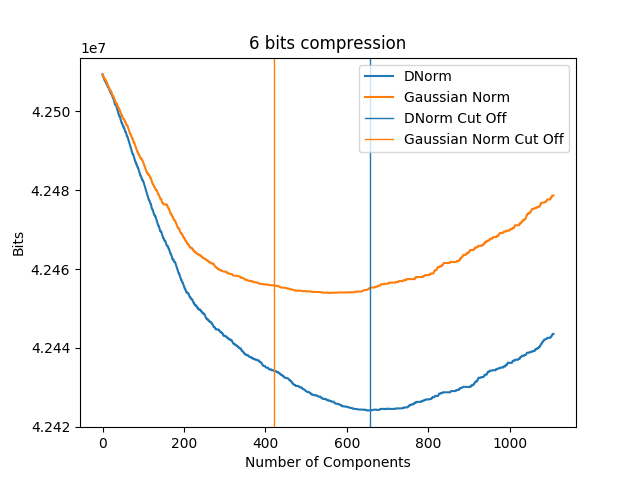 6 bits compression
1e7
DNorm
Gaussian Norm
DNorm Cut Off
Gaussian Norm Cut Off
4.250
4.248
4.246
4.244
4.242
Bits
0 200 400 600 800 1000
Number of Components